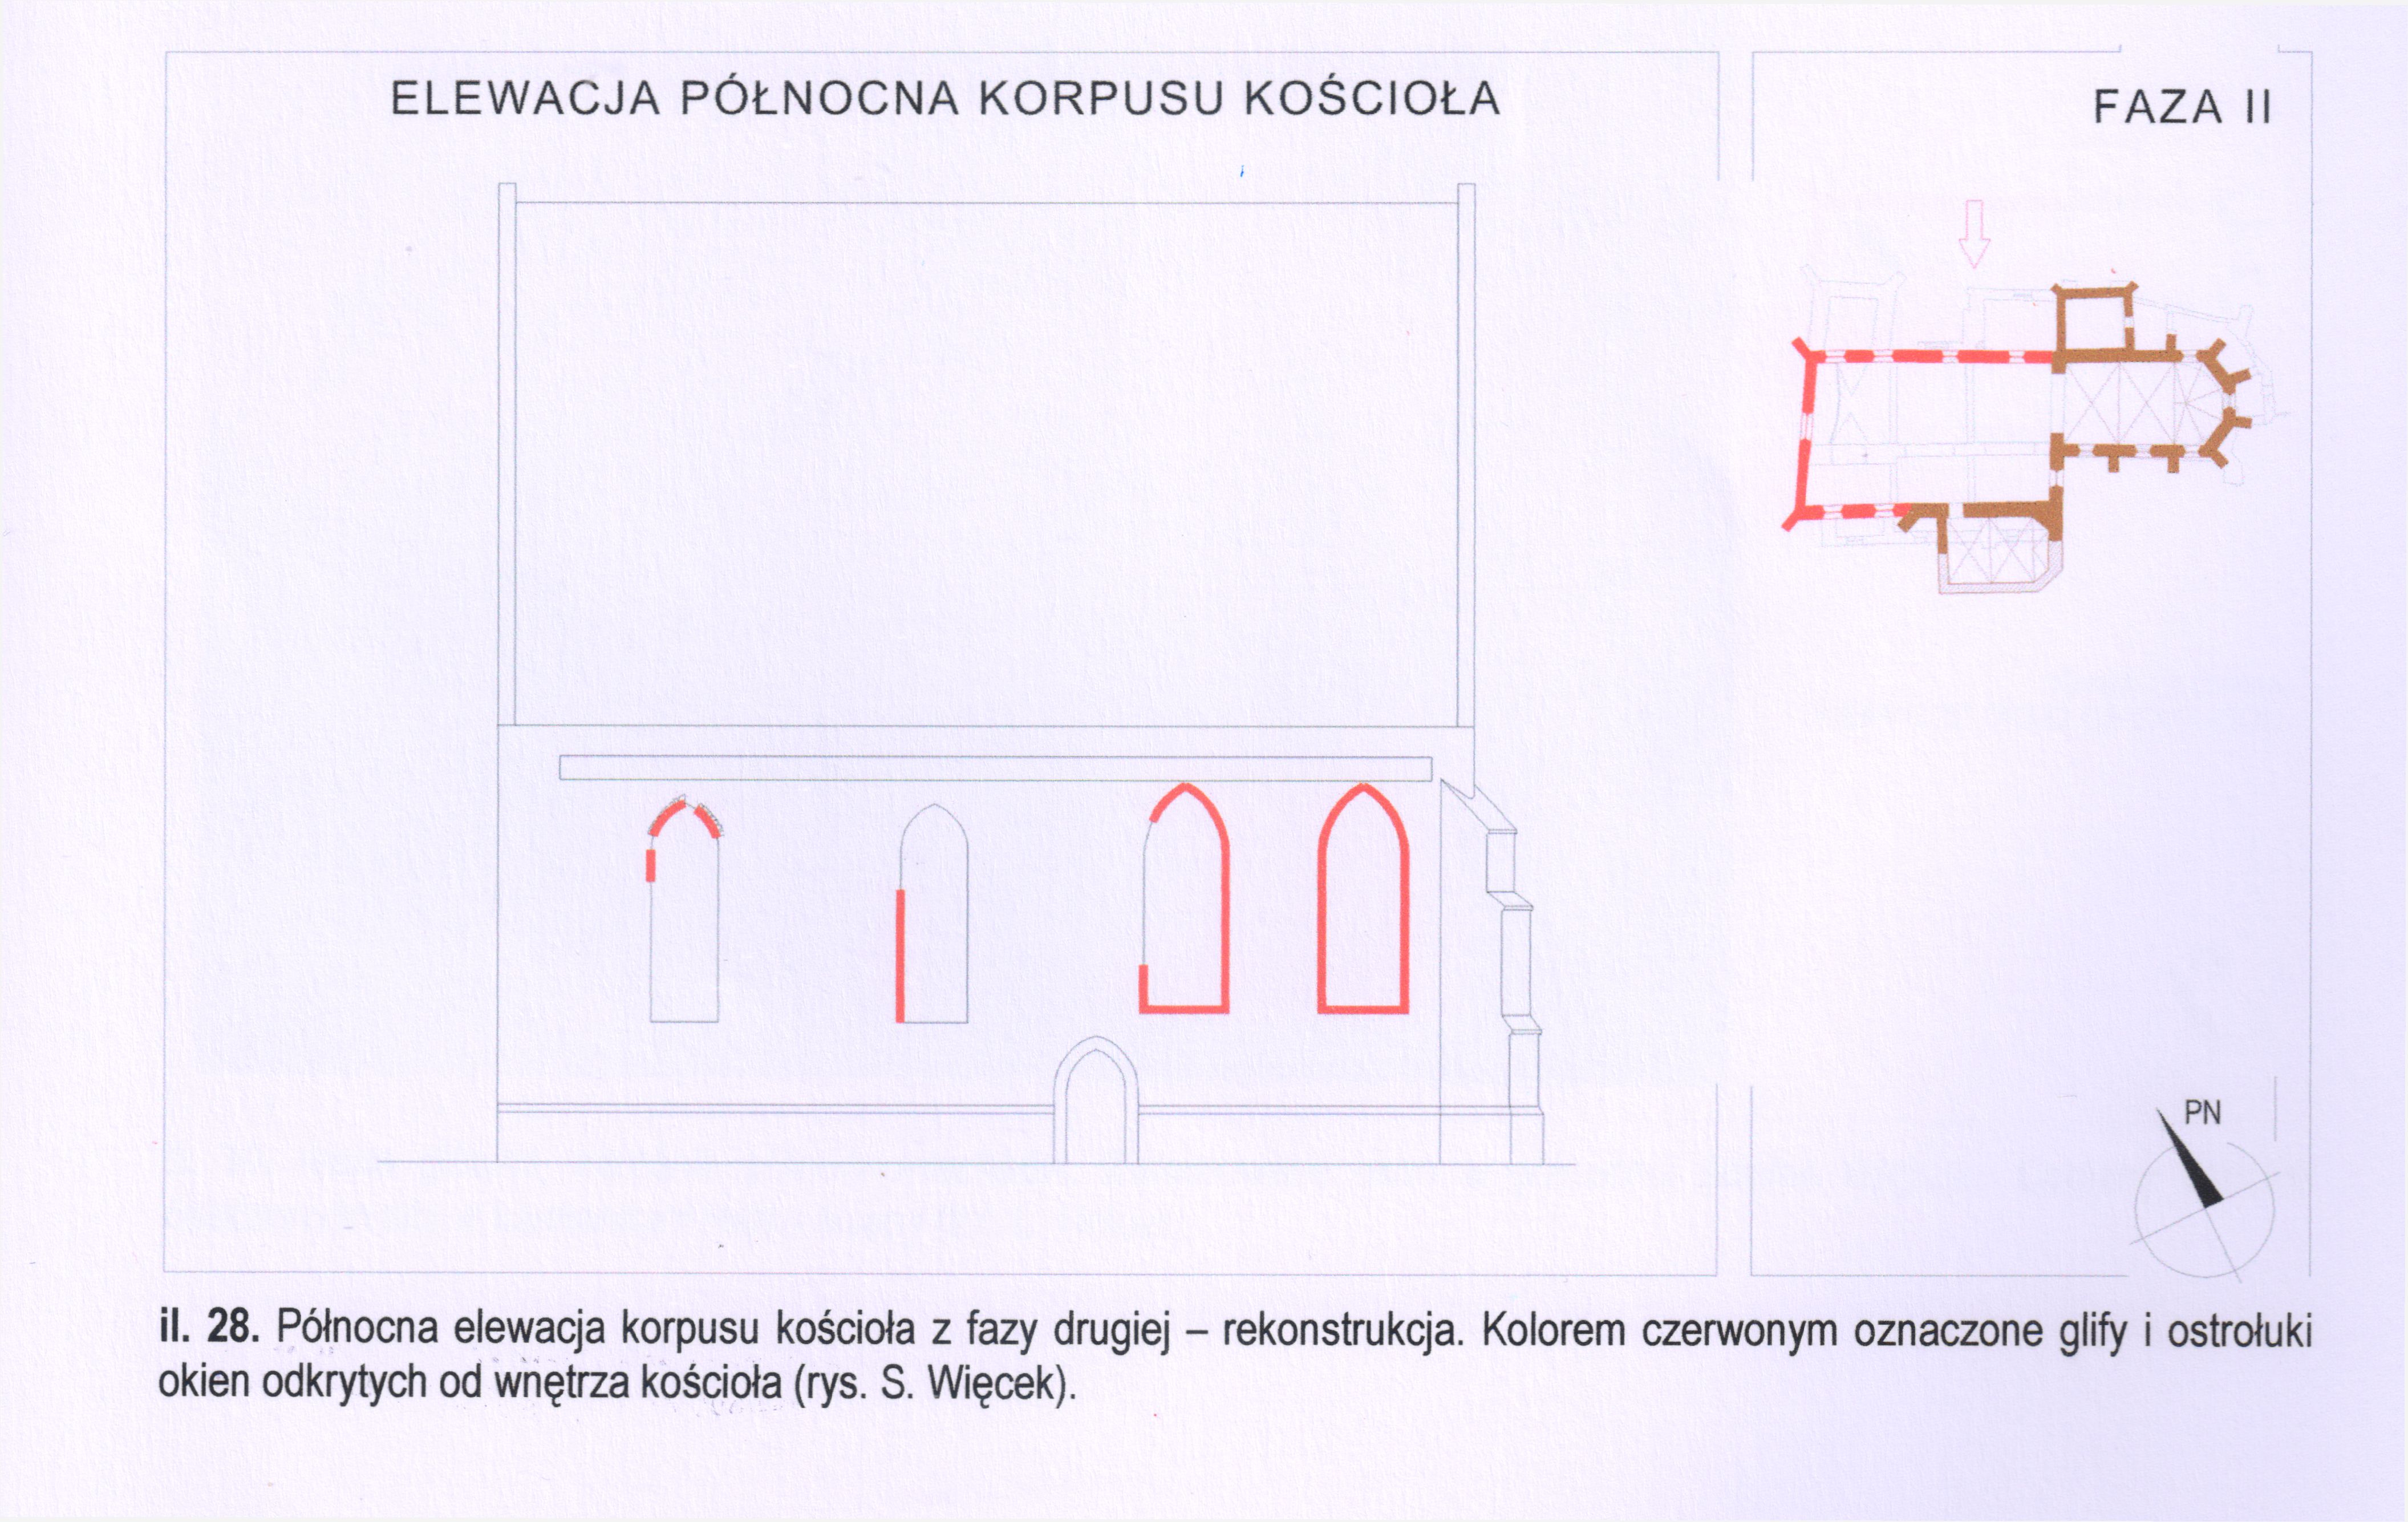 ELEWACJA PÓŁNOCNA KORPUSU KOŚCIOŁA
FAZA II
PN
il. 28. Północna elewacja korpusu kościoła z fazy drugiej – rekonstrukcja. Kolorem czerwonym oznaczone glify i ostrołuki
okien odkrytych od wnętrza kościoła (rys. S. Więcek).